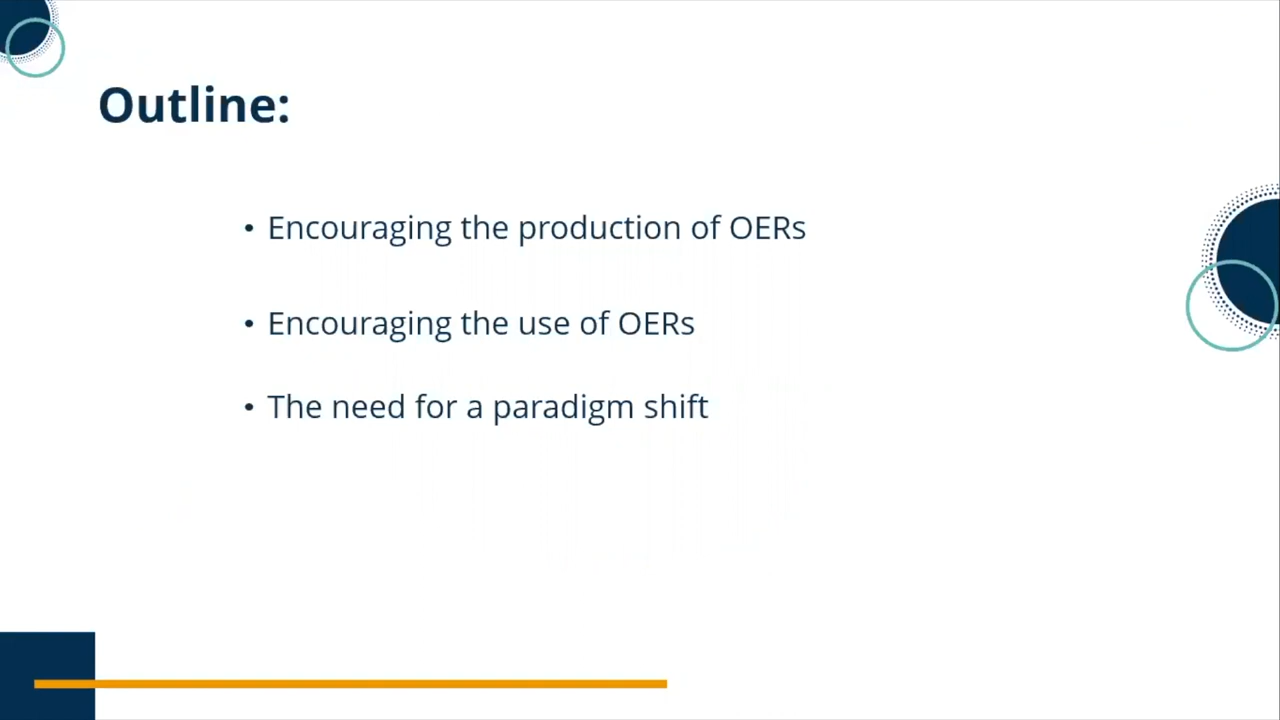 Outline:
• Encouraging the production of OERs
• Encouraging the use of OERs
• The need for a paradigm shift